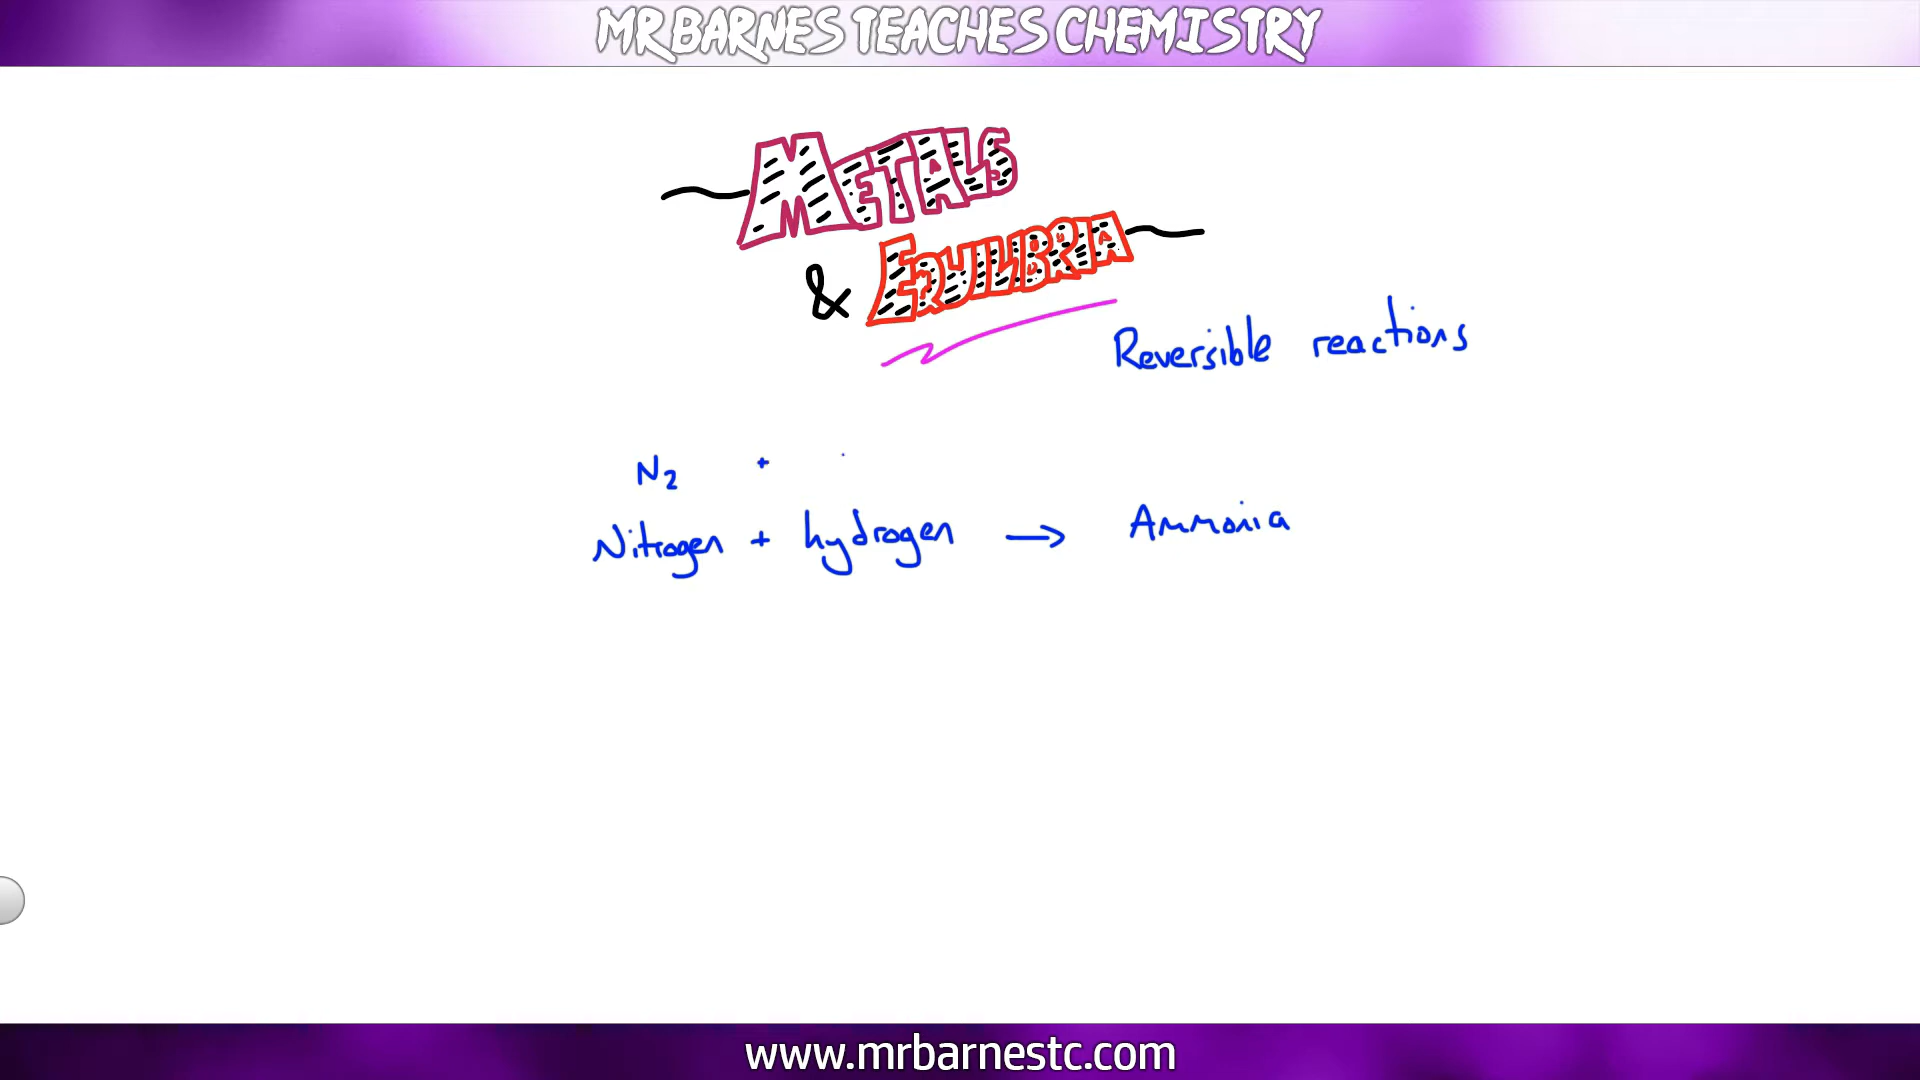 MR BARNES TEACHES CHEMISTRY
METALS
& EQUILIBRIA
Reversible reactions
N₂ +
Nitrogen + hydrogen → Ammonia
www.mrbarnestc.com